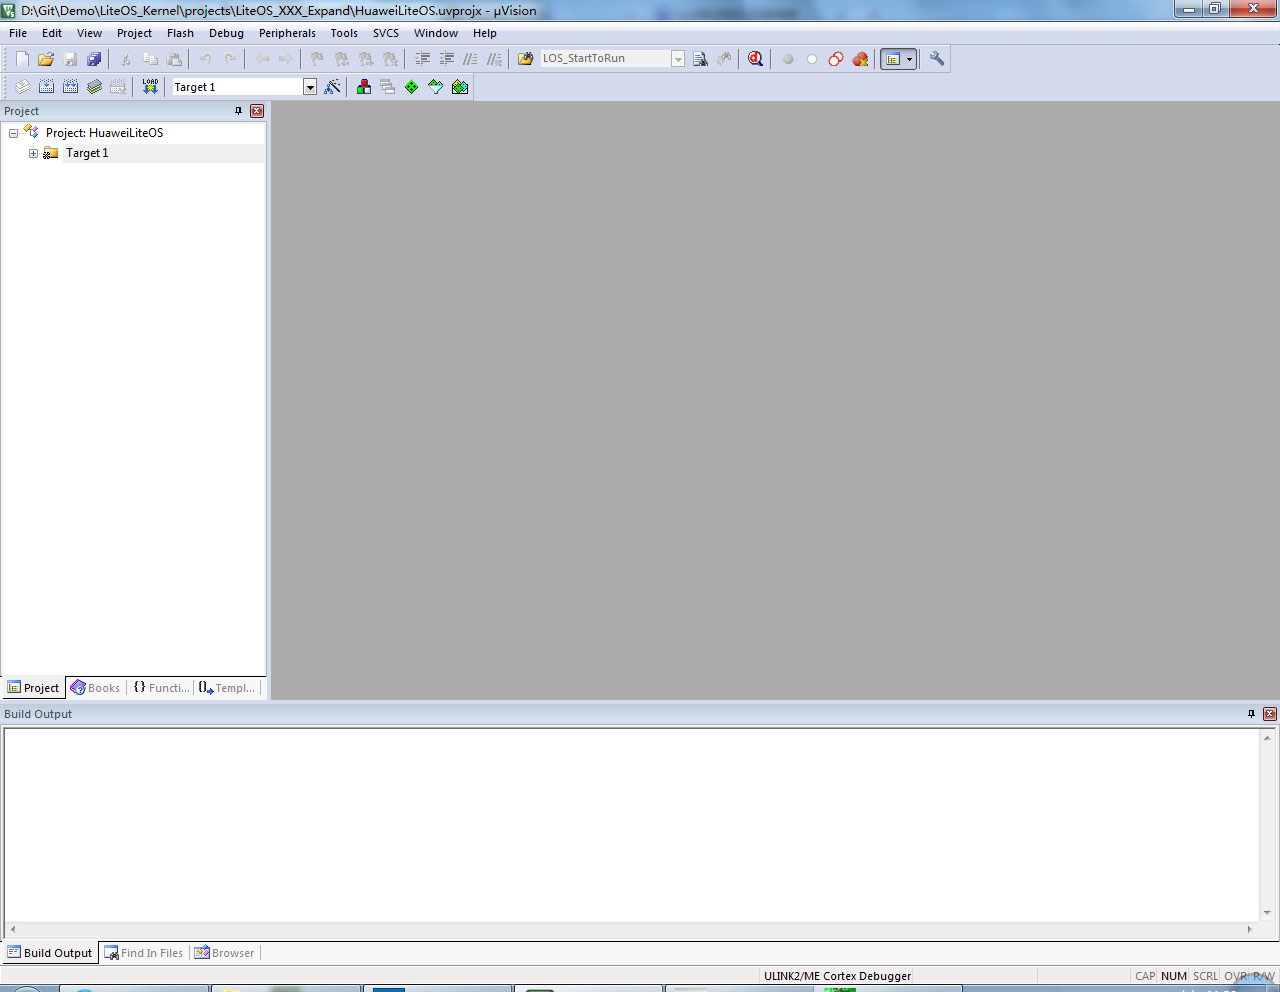 D:\Git\Demo\LiteOS_Kernel\projects\LiteOS_XXX_Expand\HuaweiLiteOS.uvprojx - µVision
File Edit View Project Flash Debug Peripherals Tools SVCS Window Help
LOS_StartToRun
LOAD
Target 1
Project
Project: HuaweiLiteOS
Target 1
Project Books {} Functi... {} Templ...
Build Output
Build Output Find In Files Browser
ULINK2/ME Cortex Debugger CAP NUM SCRL OVR R/W